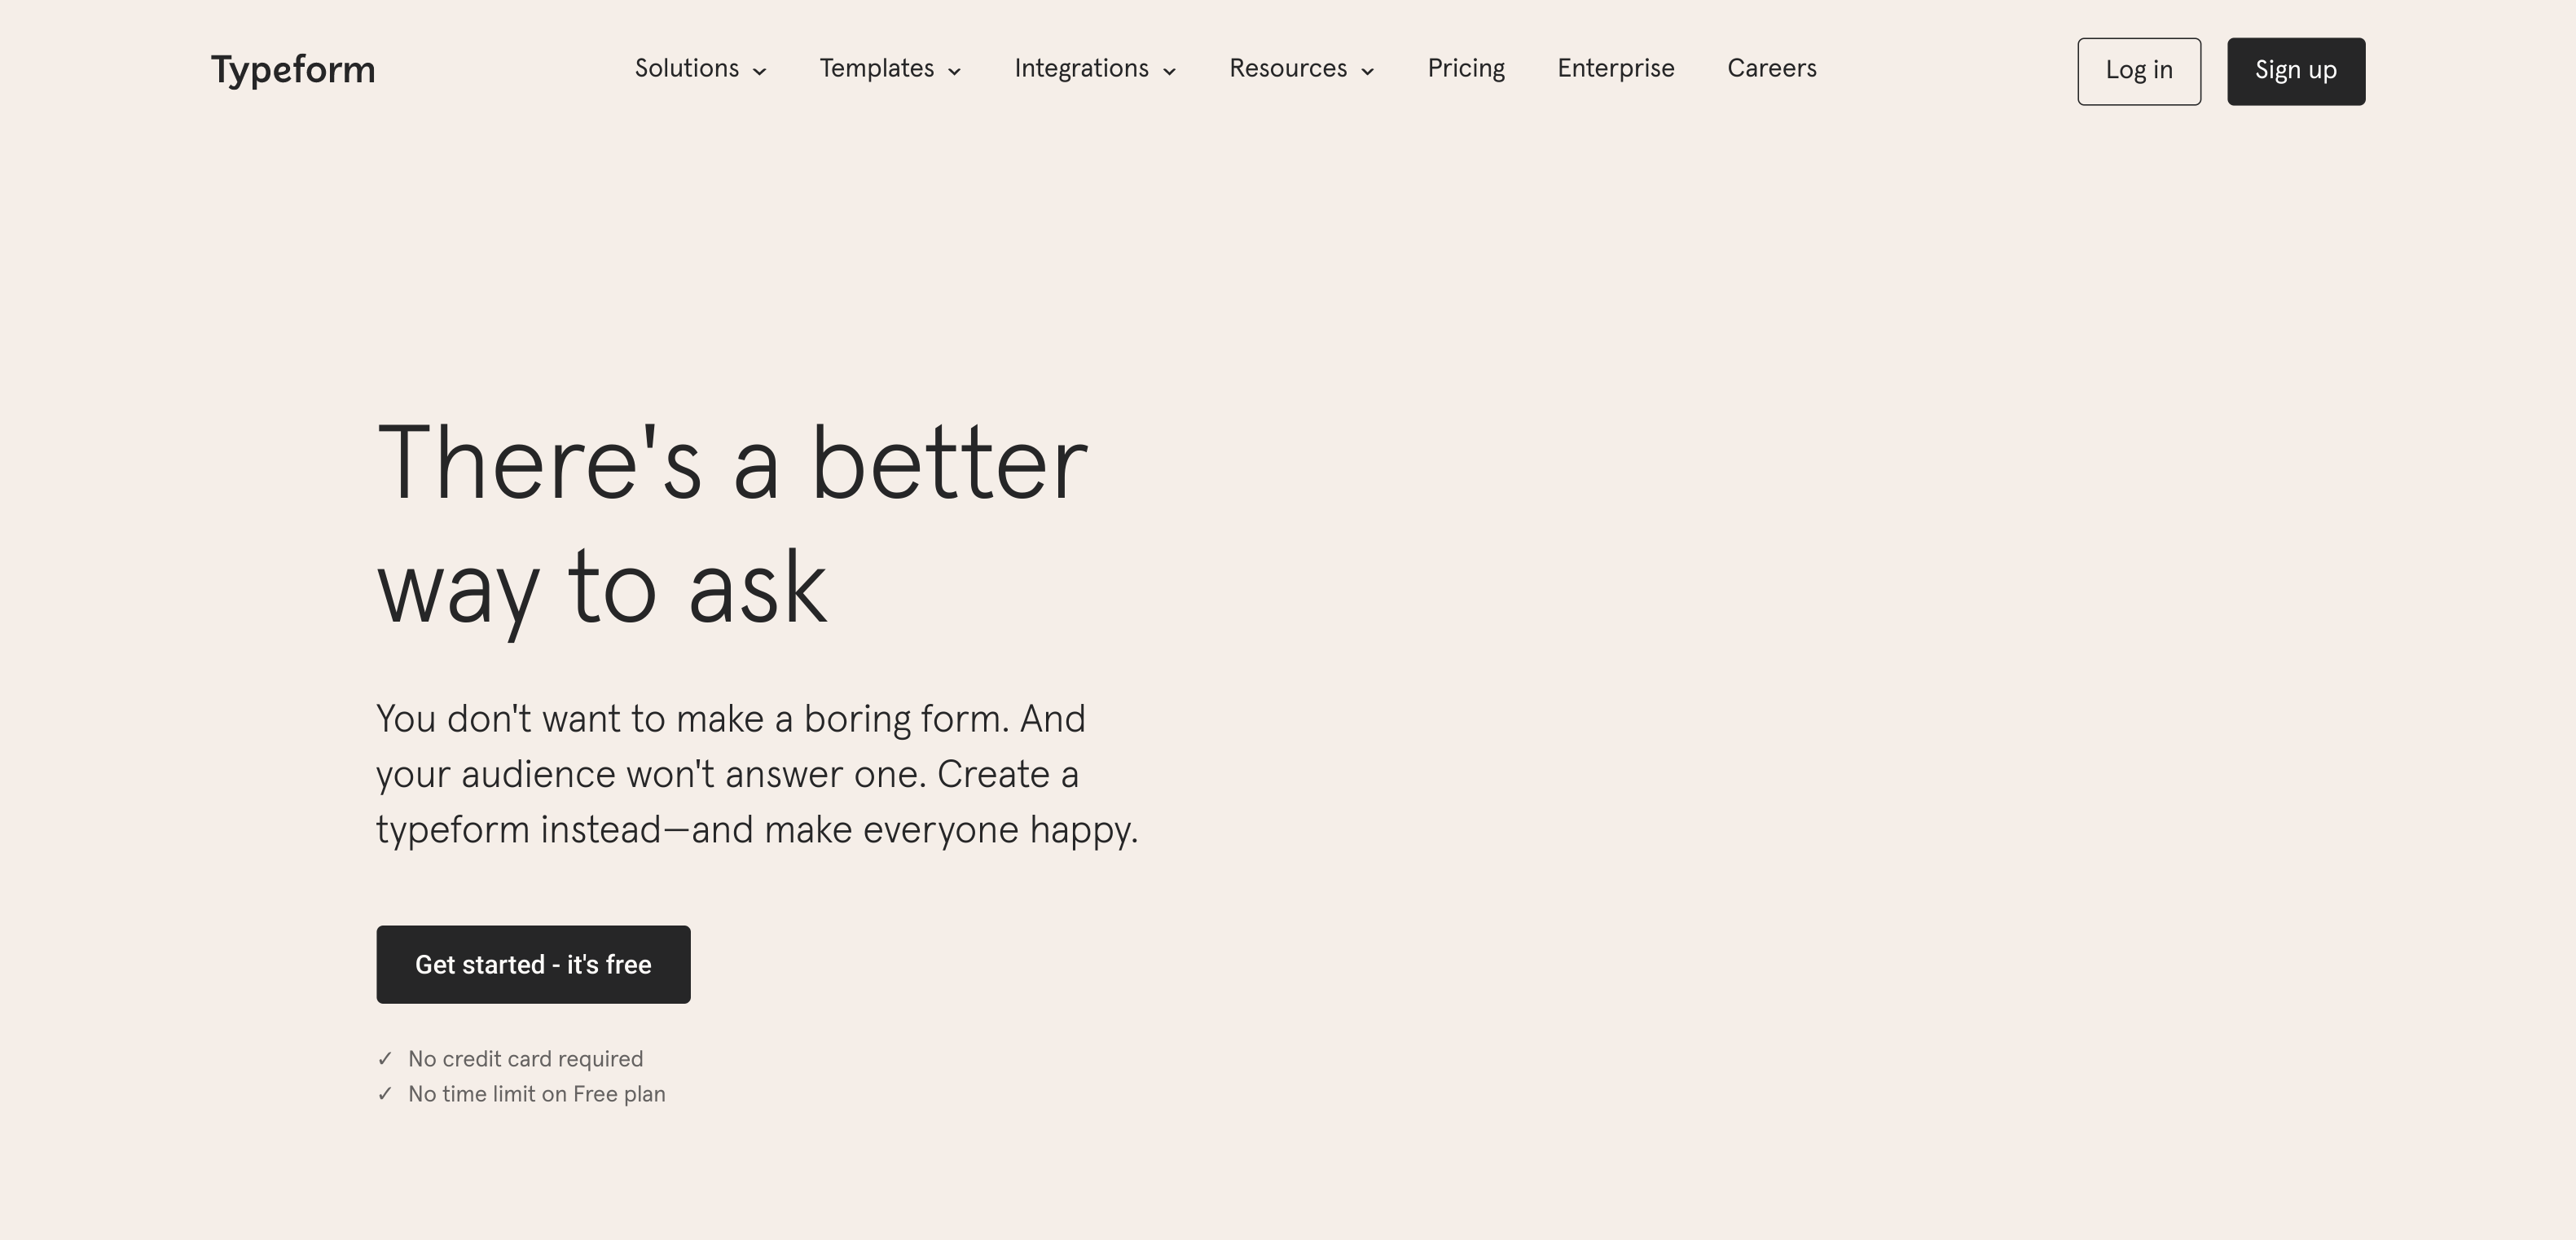 Typeform
Solutions
Templates
Integrations
Resources
Pricing
Enterprise
Careers
Log in
Sign up
There's a better
way to ask
You don't want to make a boring form. And
your audience won't answer one. Create a
typeform instead—and make everyone happy.
Get started - it's free
✓ No credit card required
✓ No time limit on Free plan